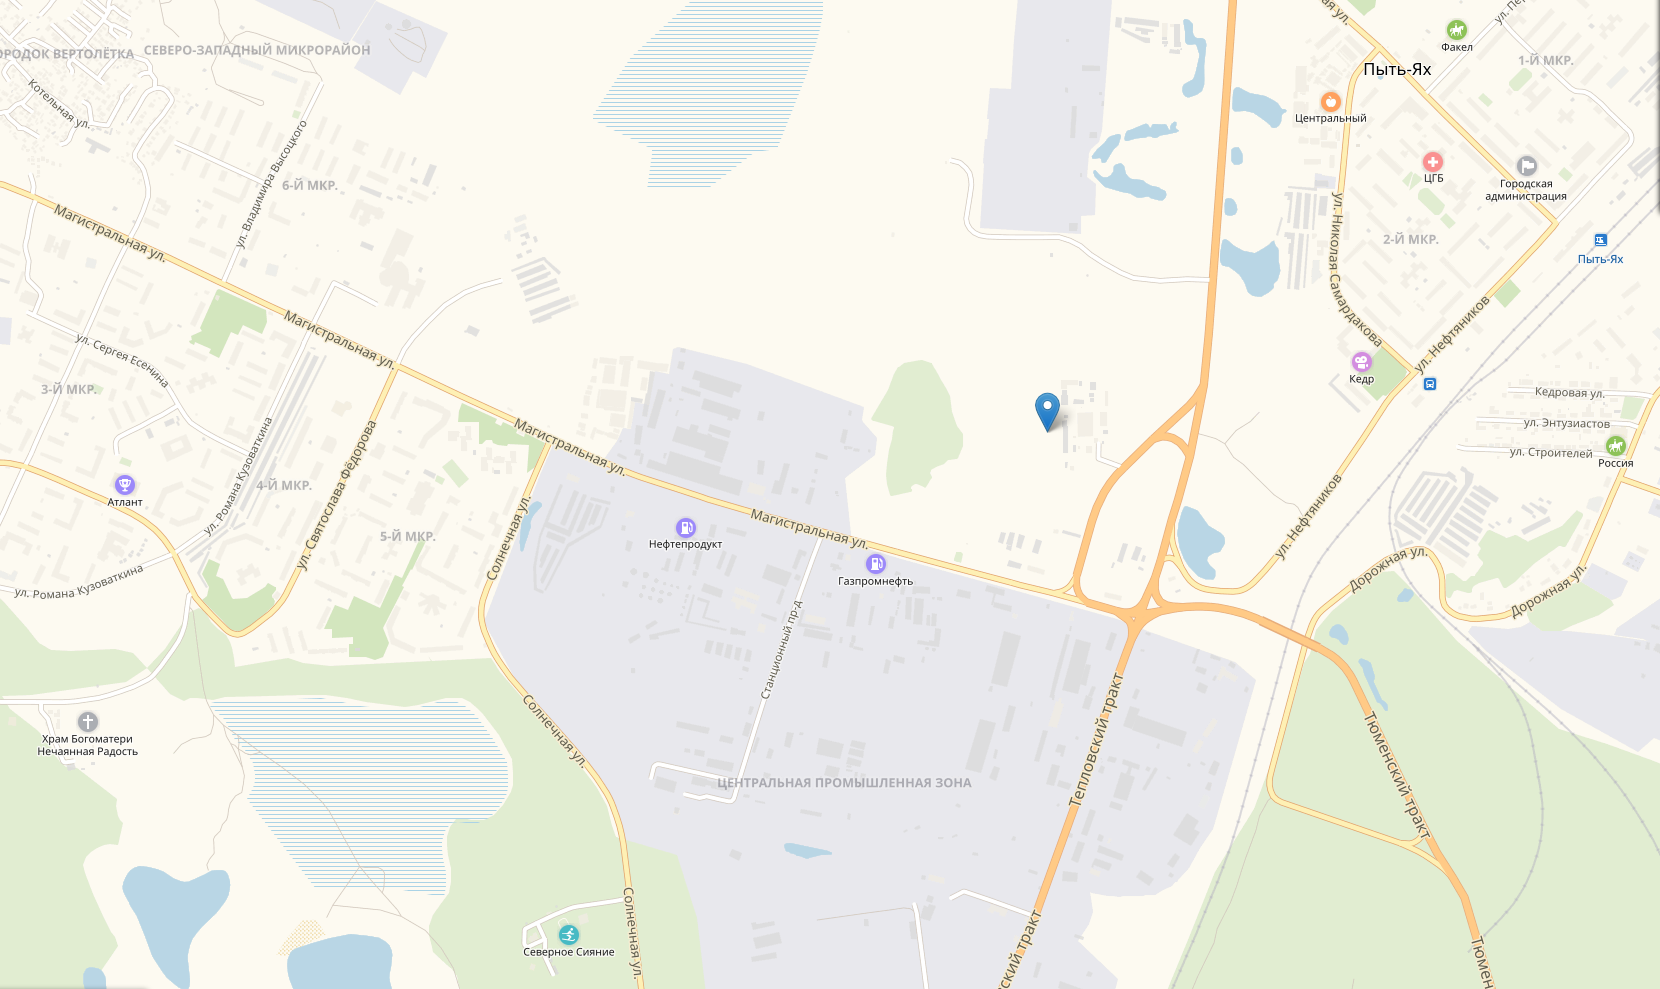 СЕВЕРО-ЗАПАДНЫЙ МИКРОРАЙОН
ВЕРТОЛЁТКА
Котельная ул.
ул. Владимира Высоцкого
6-Й МКР.
Магистральная ул.
Магистральная ул.
Магистральная ул.
Магистральная ул.
ул. Сергея Есенина
3-Й МКР.
ул. Романа Кузоваткина
4-Й МКР.
ул. Святослава Фёдорова
5-Й МКР.
Атлант
ул. Романа Кузоваткина
Солнечная ул.
Солнечная ул.
Солнечная ул.
Храм Богоматери
Нечаянная Радость
Северное Сияние
Нефтепродукт
Газпромнефть
Станционный пр-д
ЦЕНТРАЛЬНАЯ ПРОМЫШЛЕННАЯ ЗОНА
Тепловский тракт
ский тракт
Тюменский тракт
Тюмен
Факел
Пыть-Ях
1-Й МКР.
Центральный
ЦГБ
Городская
администрация
2-Й МКР.
Пыть-Ях
ул. Николая Самардакова
ул. Нефтяников
ул. Нефтяников
Кедр
Кедровая ул.
ул. Энтузиастов
ул. Строителей
Россия
Дорожная ул.
Дорожная ул.